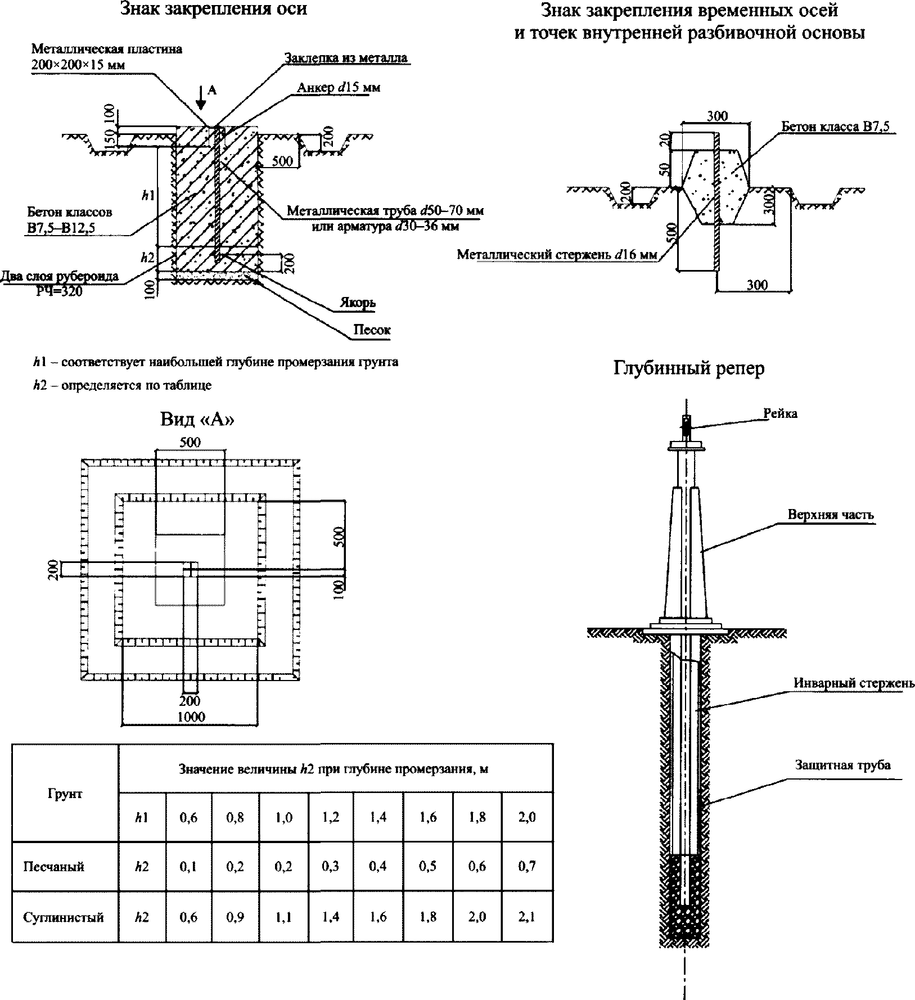 Знак закрепления оси
Металлическая пластина
200×200×15 мм
Заклепка из металла
Анкер d15 мм
А
100
150
200
500
h1
Бетон классов
В7,5–В12,5
Металлическая труба d50–70 мм
или арматура d30–36 мм
h2
200
Два слоя рубероида
РЧ=320
100
Якорь
Песок
h1 – соответствует наибольшей глубине промерзания грунта
h2 – определяется по таблице
Знак закрепления временных осей
и точек внутренней разбивочной основы
300
Бетон класса В7,5
20
50
200
300
500
Металлический стержень d16 мм
300
Вид «А»
500
500
200
100
200
1000
Глубинный репер
Рейка
Верхняя часть
Инварный стержень
Защитная труба
Грунт
Значение величины h2 при глубине промерзания, м
h1 0,6 0,8 1,0 1,2 1,4 1,6 1,8 2,0
Песчаный h2 0,1 0,2 0,2 0,3 0,4 0,5 0,6 0,7
Суглинистый h2 0,6 0,9 1,1 1,4 1,6 1,8 2,0 2,1